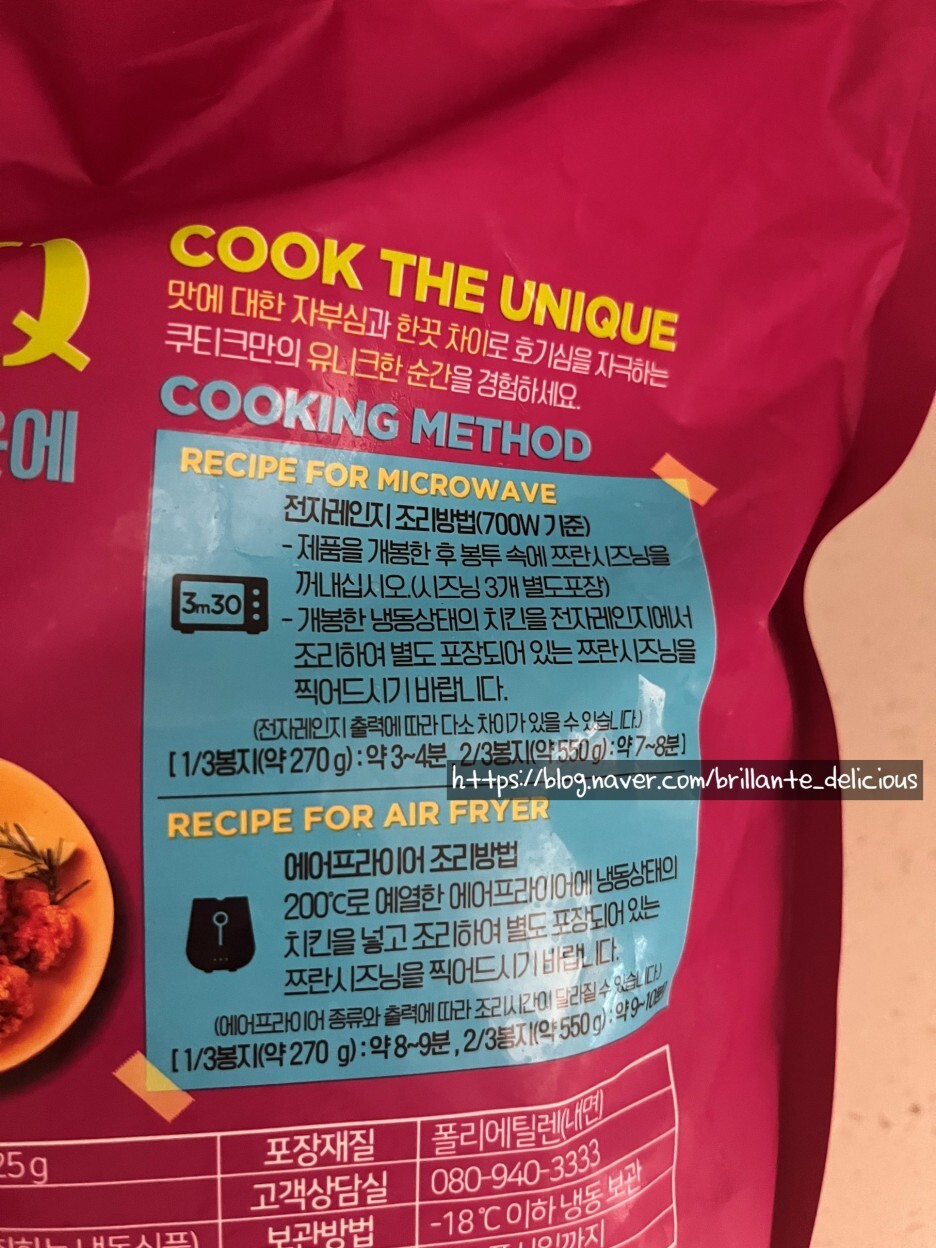 Q
에
COOK THE UNIQUE
맛에 대한 자부심과 한끗 차이로 호기심을 자극하는
쿠티크만의 유니크한 순간을 경험하세요.
COOKING METHOD
RECIPE FOR MICROWAVE
전자레인지 조리방법(700W 기준)
- 제품을 개봉한 후 봉투 속에 쯔란시즈닝을
꺼내십시오.(시즈닝 3개 별도포장)
3m30
- 개봉한 냉동상태의 치킨을 전자레인지에서
조리하여 별도 포장되어 있는 쯔란시즈닝을
찍어드시기 바랍니다.
(전자레인지 출력에 따라 다소 차이가 있을 수 있습니다.)
[1/3봉지(약 270 g) : 약 3~4분, 2/3봉지(약 550 g) : 약 7~8분]
https://blog.naver.com/brillante_delicious
RECIPE FOR AIR FRYER
에어프라이어 조리방법
200℃로 예열한 에어프라이어에 냉동상태의
치킨을 넣고 조리하여 별도 포장되어 있는
쯔란시즈닝을 찍어드시기 바랍니다.
(에어프라이어 종류와 출력에 따라 조리시간이 달라질 수 있습니다.)
[1/3봉지(약 270 g) : 약 8~9분, 2/3봉지(약 550 g) : 약 9~10분]
25g 포장재질 폴리에틸렌(내면)
고객상담실 080-940-3333
냉동식품) 보관방법 -18℃ 이하 냉동 보관
까지